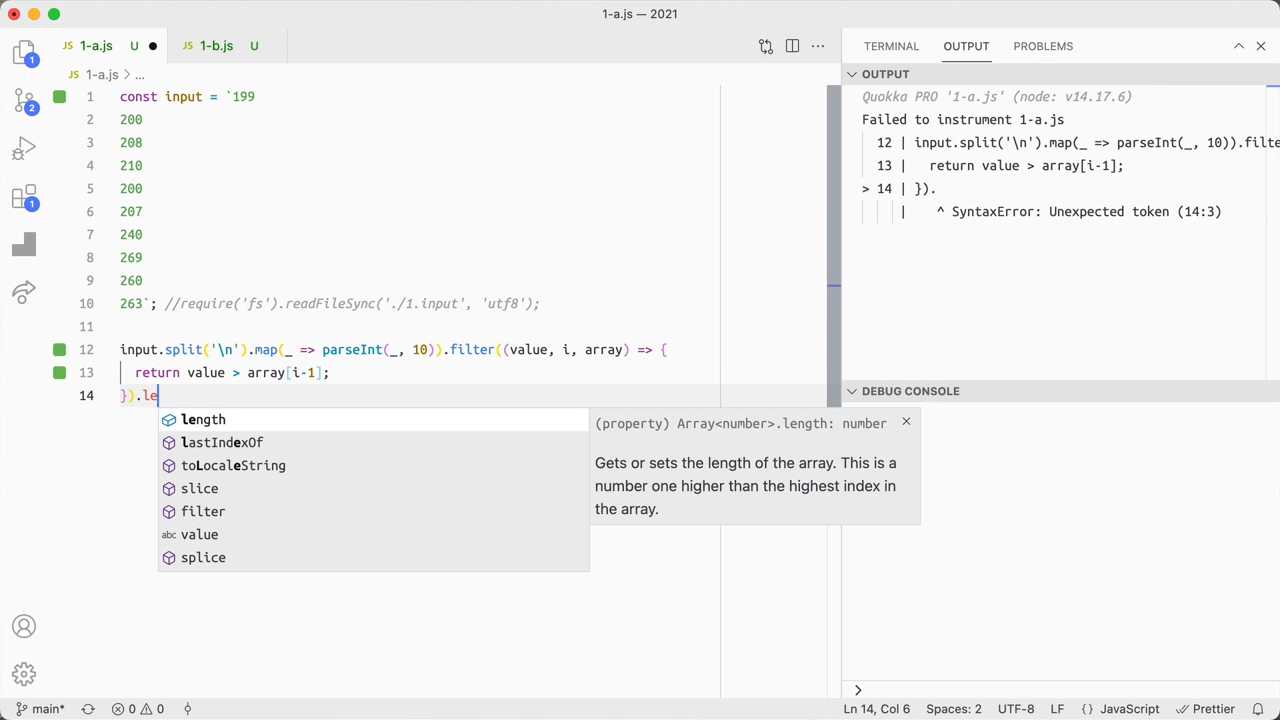 1-a.js — 2021
1
2
1
JS 1-a.js U
JS 1-b.js U
JS 1-a.js > ...
1 const input = `199
2 200
3 208
4 210
5 200
6 207
7 240
8 269
9 260
10 263`; //require('fs').readFileSync('./1.input', 'utf8');
11
12 input.split('\n').map(_ => parseInt(_, 10)).filter((value, i, array) => {
13 return value > array[i-1];
14 }).le
length
lastIndexOf
toLocaleString
slice
filter
abc value
splice
(property) Array<number>.length: number
Gets or sets the length of the array. This is a
number one higher than the highest index in
the array.
TERMINAL OUTPUT PROBLEMS
OUTPUT
Quokka PRO '1-a.js' (node: v14.17.6)
Failed to instrument 1-a.js
12 | input.split('\n').map(_ => parseInt(_, 10)).filte
13 | return value > array[i-1];
> 14 | }).
| ^ SyntaxError: Unexpected token (14:3)
DEBUG CONSOLE
>
main* 0 0 Ln 14, Col 6 Spaces: 2 UTF-8 LF {} JavaScript Prettier